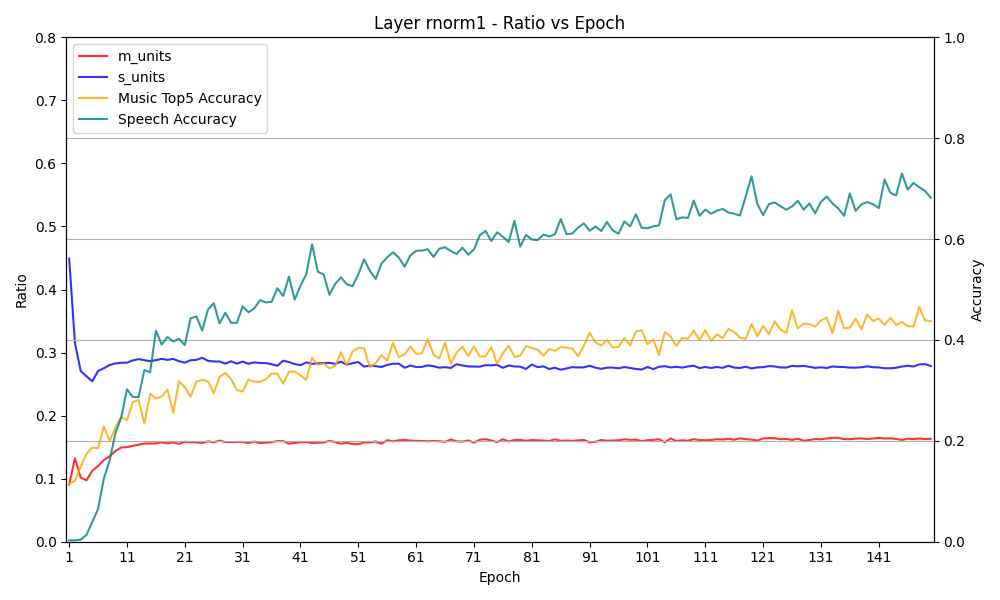 Layer rnorm1 - Ratio vs Epoch
m_units
s_units
Music Top5 Accuracy
Speech Accuracy
Ratio
0.8
0.7
0.6
0.5
0.4
0.3
0.2
0.1
0.0
1.0
0.8
0.6
0.4
0.2
0.0
Accuracy
1 11 21 31 41 51 61 71 81 91 101 111 121 131 141
Epoch